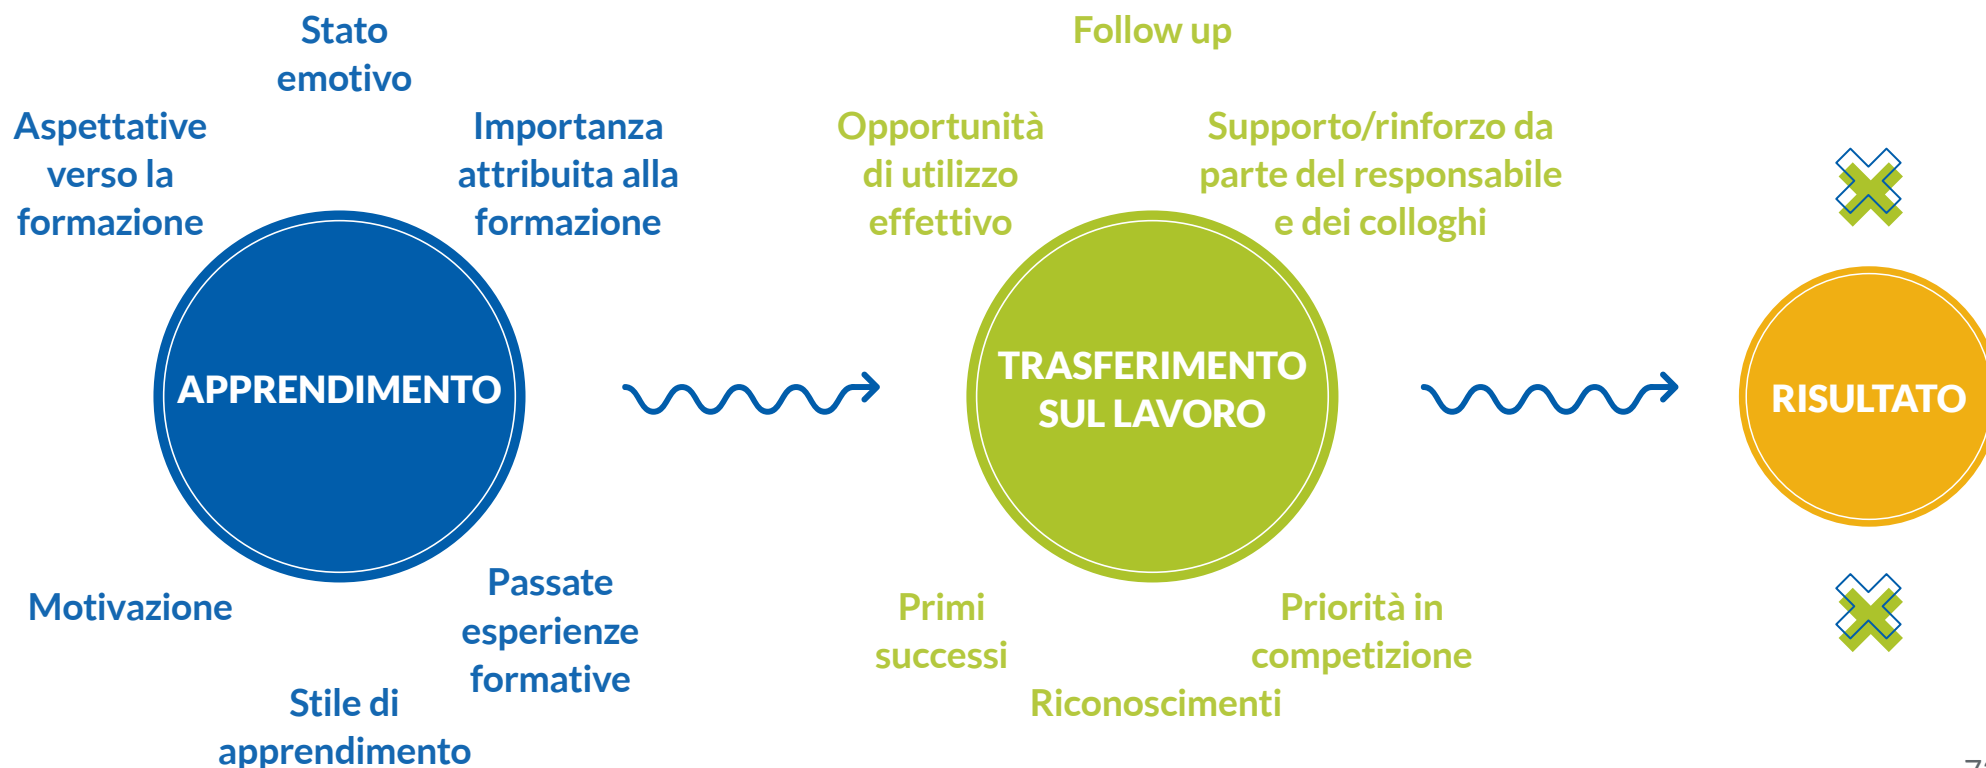 Stato
emotivo
Aspettative
verso la
formazione
Importanza
attribuita alla
formazione
APPRENDIMENTO
Motivazione
Passate
esperienze
formative
Stile di
apprendimento
Follow up
Opportunità
di utilizzo
effettivo
Supporto/rinforzo da
parte del responsabile
e dei colloghi
TRASFERIMENTO
SUL LAVORO
Primi
successi
Priorità in
competizione
Riconoscimenti
RISULTATO